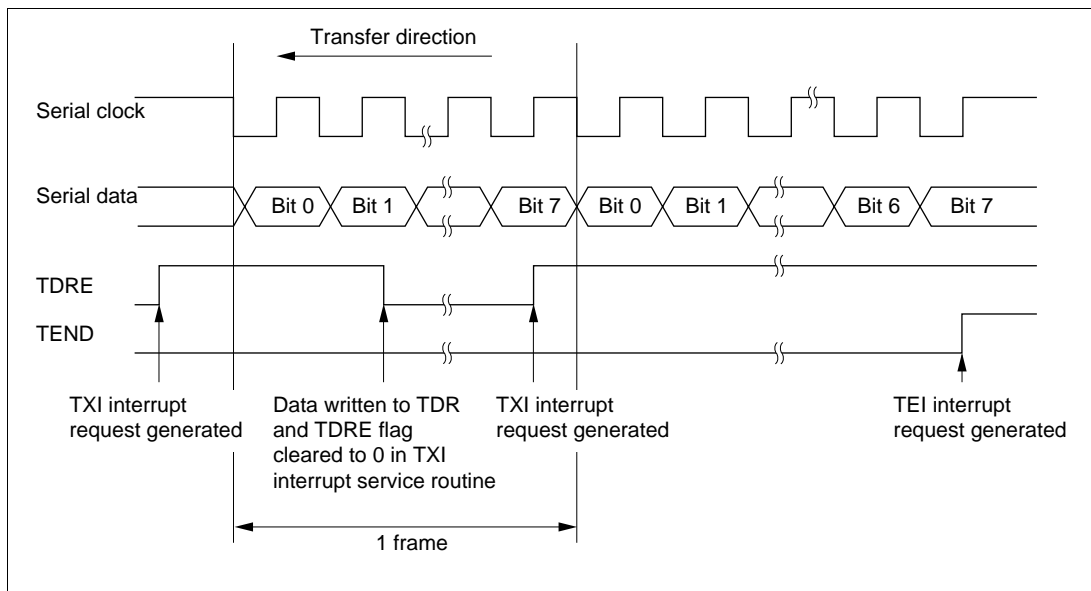 Transfer direction
Serial clock
Serial data
Bit 0
Bit 1
Bit 7
Bit 0
Bit 1
Bit 6
Bit 7
TDRE
TEND
TXI interrupt
request generated
Data written to TDR
and TDRE flag
cleared to 0 in TXI
interrupt service routine
TXI interrupt
request generated
TEI interrupt
request generated
1 frame